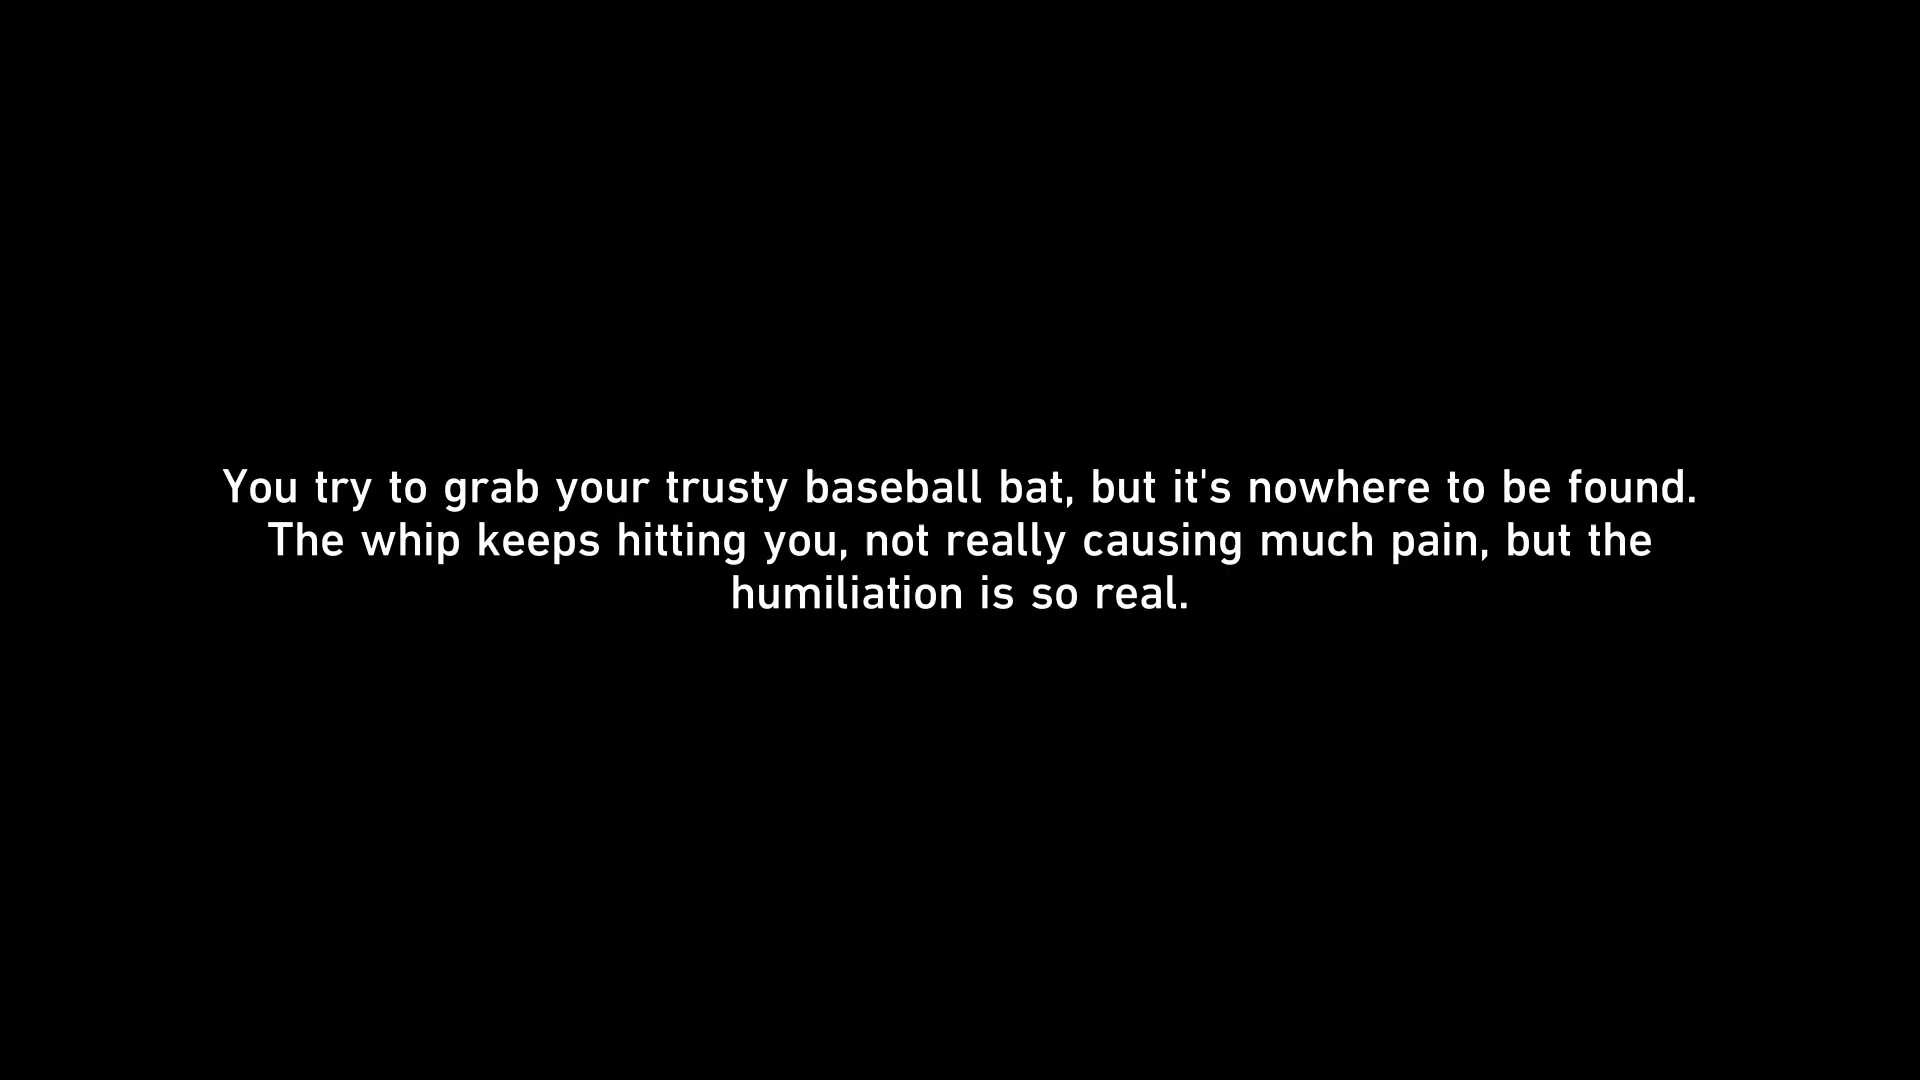 You try to grab your trusty baseball bat, but it's nowhere to be found.
The whip keeps hitting you, not really causing much pain, but the
humiliation is so real.